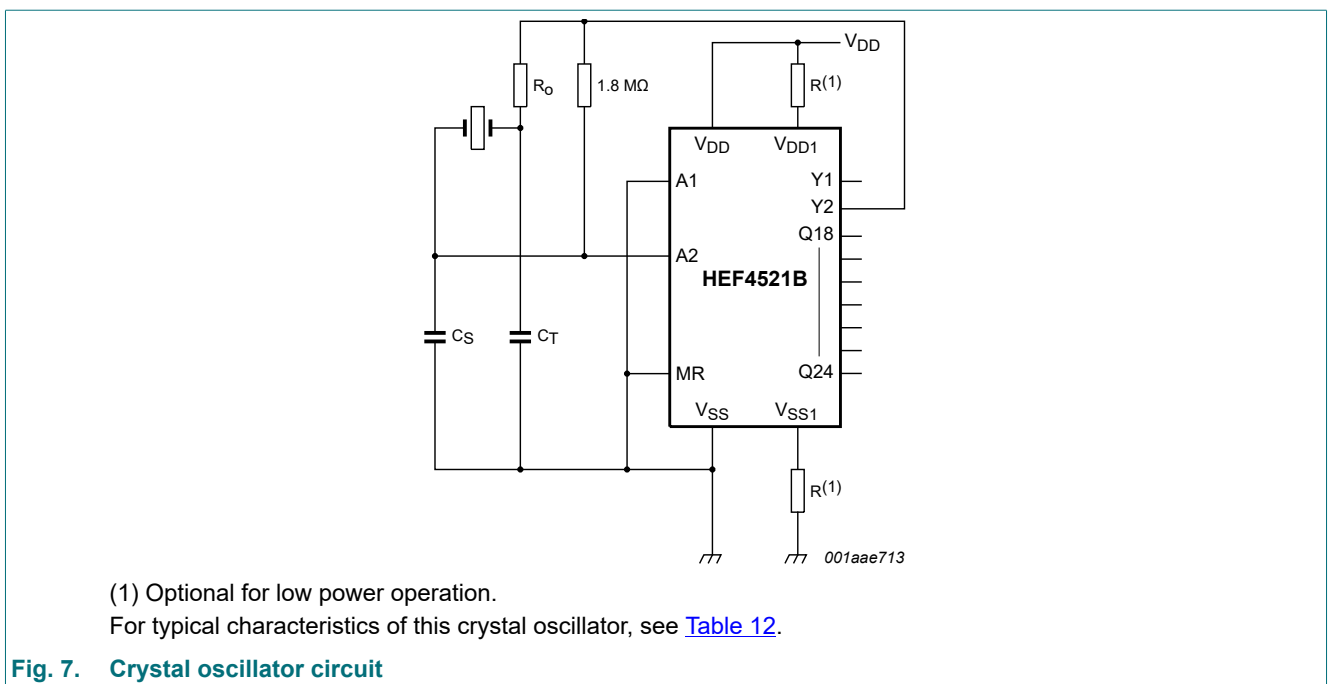 VDD
Ro
1.8 MΩ
R(1)
VDD
VDD1
A1
Y1
Y2
Q18
A2
HEF4521B
CS
CT
MR
Q24
VSS
VSS1
R(1)
001aae713
(1) Optional for low power operation.
For typical characteristics of this crystal oscillator, see Table 12.
Fig. 7. Crystal oscillator circuit